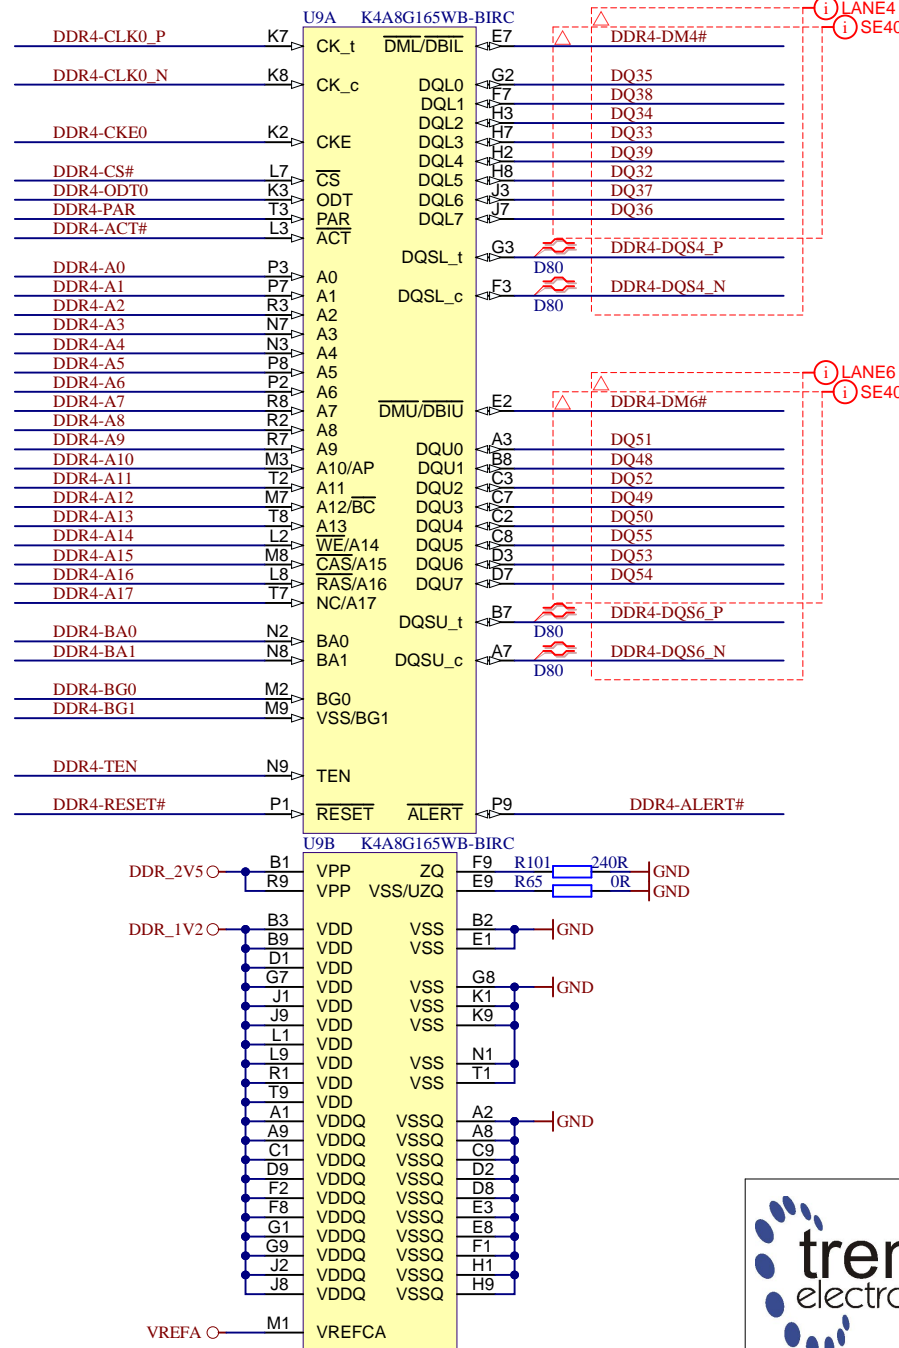 LANE4
U9A K4A8G165WB-BIRC
SE40
DDR4-CLK0_P K7 CK_t DML/DBIL E7 DDR4-DM4#
DDR4-CLK0_N K8 CK_c DQL0 G2 DQ35
DQL1 F7 DQ38
DQL2 H3 DQ34
DDR4-CKE0 K2 CKE DQL3 H7 DQ33
DQL4 H2 DQ39
DDR4-CS# L7 CS DQL5 H8 DQ32
DDR4-ODT0 K3 ODT DQL6 J3 DQ37
DDR4-PAR T3 PAR DQL7 J7 DQ36
DDR4-ACT# L3 ACT
DQSL_t G3 D80 DDR4-DQS4_P
DDR4-A0 P3 A0
DDR4-A1 P7 A1 DQSL_c F3 D80 DDR4-DQS4_N
DDR4-A2 R3 A2
DDR4-A3 N7 A3
DDR4-A4 N3 A4
DDR4-A5 P8 A5
LANE6
DDR4-A6 P2 A6
SE40
DDR4-A7 R8 A7 DMU/DBIU E2 DDR4-DM6#
DDR4-A8 R2 A8
DDR4-A9 R7 A9 DQU0 A3 DQ51
DDR4-A10 M3 A10/AP DQU1 B8 DQ48
DDR4-A11 T2 A11 DQU2 C3 DQ52
DDR4-A12 M7 A12/BC DQU3 C7 DQ49
DDR4-A13 T8 A13 DQU4 C2 DQ50
DDR4-A14 L2 WE/A14 DQU5 C8 DQ55
DDR4-A15 M8 CAS/A15 DQU6 D3 DQ53
DDR4-A16 L8 RAS/A16 DQU7 D7 DQ54
DDR4-A17 T7 NC/A17
DQSU_t B7 D80 DDR4-DQS6_P
DDR4-BA0 N2 BA0
DDR4-BA1 N8 BA1 DQSU_c A7 D80 DDR4-DQS6_N
DDR4-BG0 M2 BG0
DDR4-BG1 M9 VSS/BG1
DDR4-TEN N9 TEN
DDR4-RESET# P1 RESET ALERT P9 DDR4-ALERT#
U9B K4A8G165WB-BIRC
DDR_2V5 B1 VPP ZQ F9 R101 240R GND
R9 VPP VSS/UZQ E9 R65 0R GND
DDR_1V2 B3 VDD VSS B2 GND
B9 VDD VSS E1
D1 VDD
G7 VDD VSS G8 GND
J1 VDD VSS K1
J9 VDD VSS K9
L1 VDD
L9 VDD VSS N1
R1 VDD VSS T1
T9 VDD
A1 VDDQ VSSQ A2 GND
A9 VDDQ VSSQ A8
C1 VDDQ VSSQ C9
D9 VDDQ VSSQ D2
F2 VDDQ VSSQ D8
F8 VDDQ VSSQ E3
G1 VDDQ VSSQ E8
G9 VDDQ VSSQ F1
J2 VDDQ VSSQ H1
J8 VDDQ VSSQ H9
VREFA M1 VREFCA
tren
electro